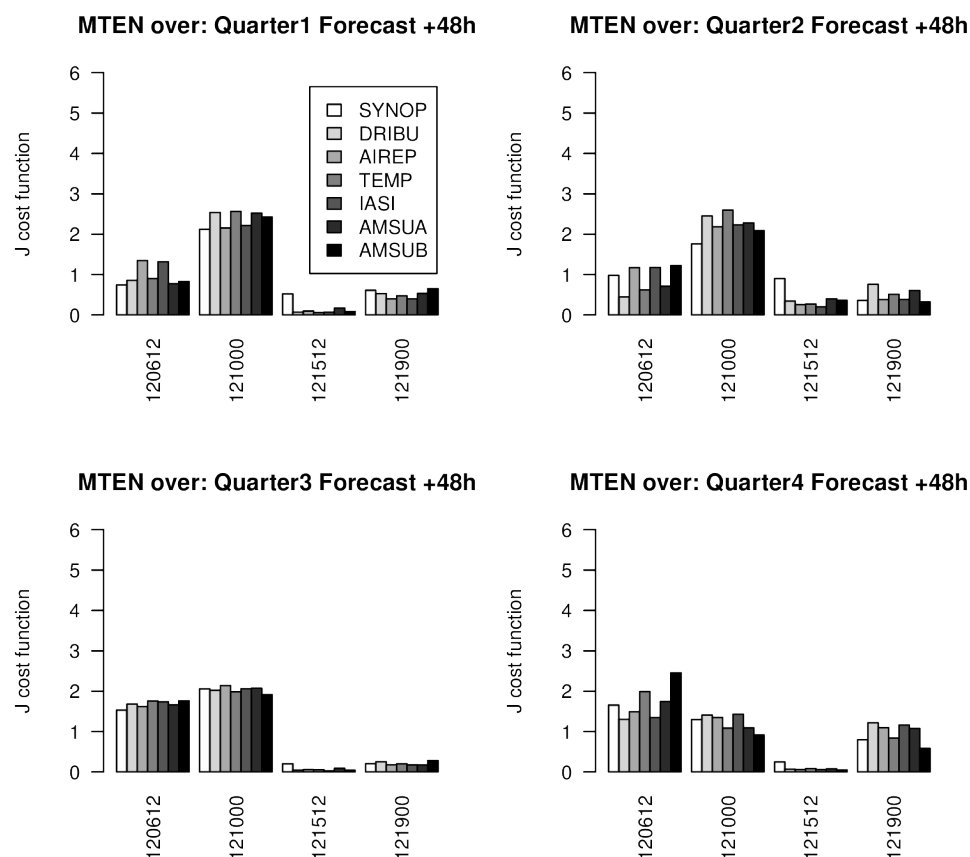 MTEN over: Quarter1 Forecast +48h
J cost function
6
5
4
3
2
1
0
SYNOP
DRIBU
AIREP
TEMP
IASI
AMSUA
AMSUB
120612
121000
121512
121900
MTEN over: Quarter2 Forecast +48h
J cost function
6
5
4
3
2
1
0
120612
121000
121512
121900
MTEN over: Quarter3 Forecast +48h
J cost function
6
5
4
3
2
1
0
120612
121000
121512
121900
MTEN over: Quarter4 Forecast +48h
J cost function
6
5
4
3
2
1
0
120612
121000
121512
121900